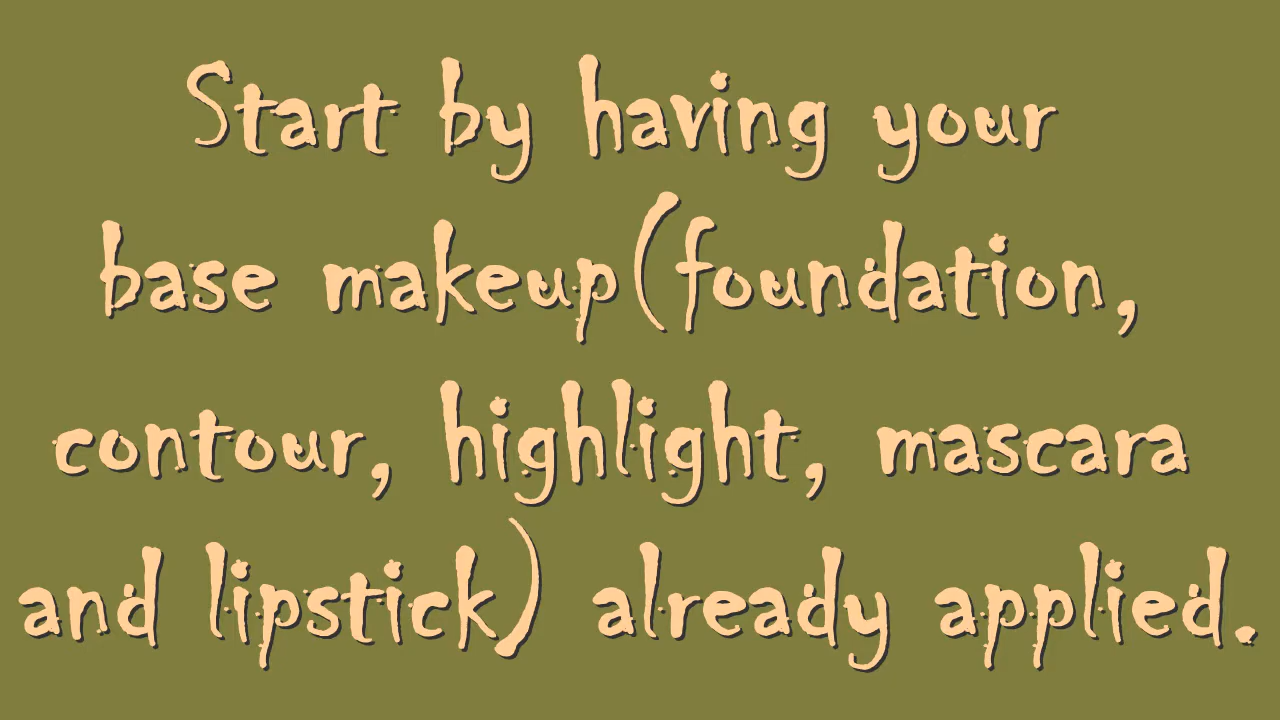 Start by having your
base makeup(foundation,
contour, highlight, mascara
and lipstick) already applied.